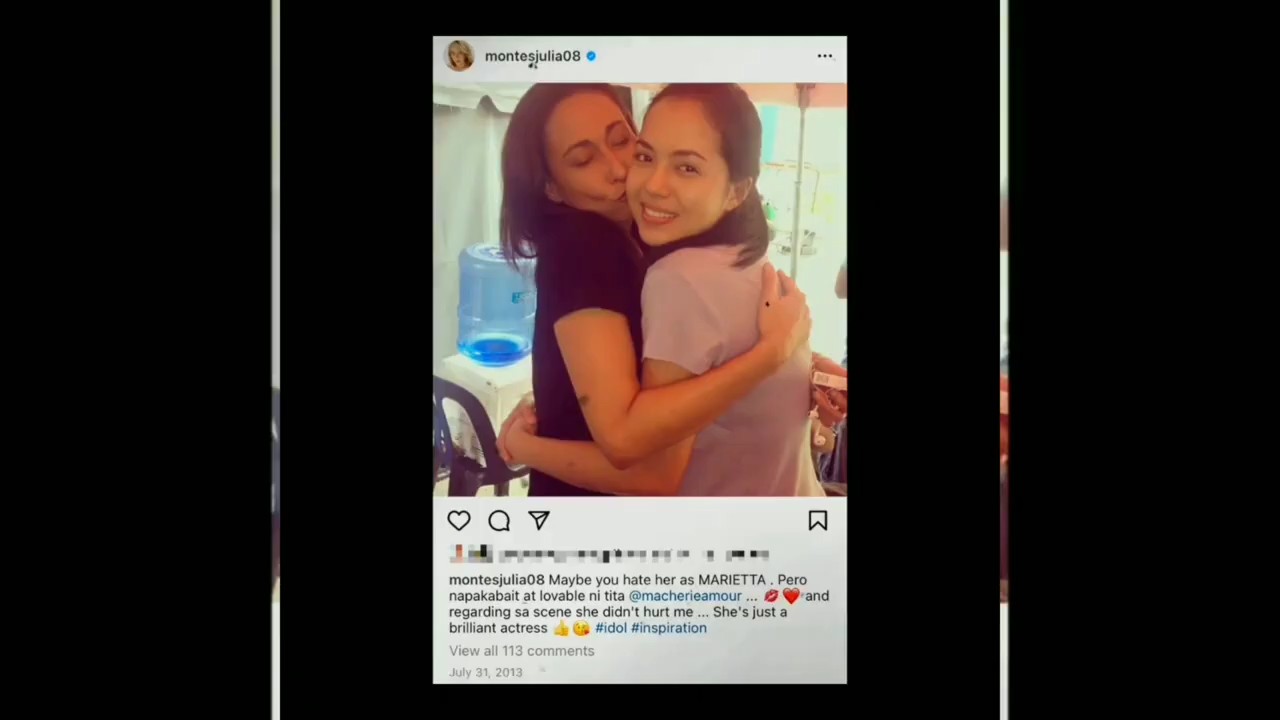 montesjulia08
montesjulia08 Maybe you hate her as MARIETTA . Pero
napakabait at lovable ni tita @macherieamour ... 💋❤️ and
regarding sa scene she didn't hurt me ... She's just a
brilliant actress 👍😘 #idol #inspiration
View all 113 comments
July 31, 2013